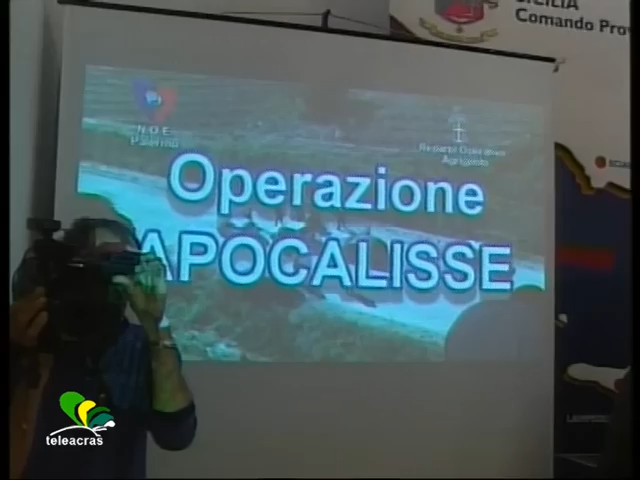 SICILIA
Comando Prov
N.O.E.
Palermo
Reparto Operativo
Agrigento
Operazione
APOCALISSE
teleacras